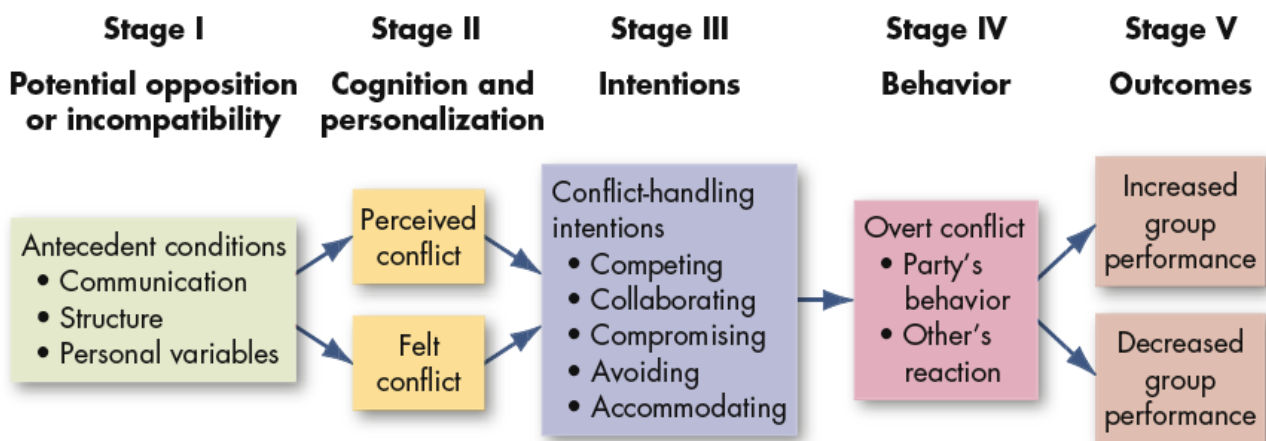 Stage I
Potential opposition
or incompatibility
Stage II
Cognition and
personalization
Stage III
Intentions
Stage IV
Behavior
Stage V
Outcomes
Antecedent conditions
• Communication
• Structure
• Personal variables
Perceived
conflict
Felt
conflict
Conflict-handling
intentions
• Competing
• Collaborating
• Compromising
• Avoiding
• Accommodating
Overt conflict
• Party's
behavior
• Other's
reaction
Increased
group
performance
Decreased
group
performance